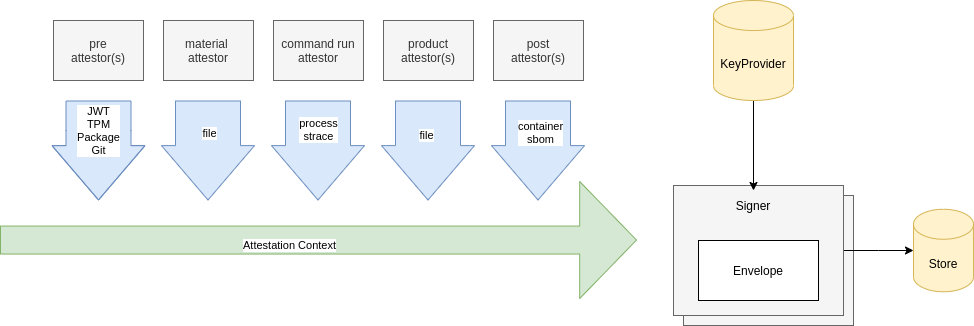 pre
attestor(s)
material
attestor
command run
attestor
product
attestor(s)
post
attestor(s)
KeyProvider
JWT
TPM
Package
Git
file
process
strace
file
container
sbom
Attestation Context
Signer
Envelope
Store